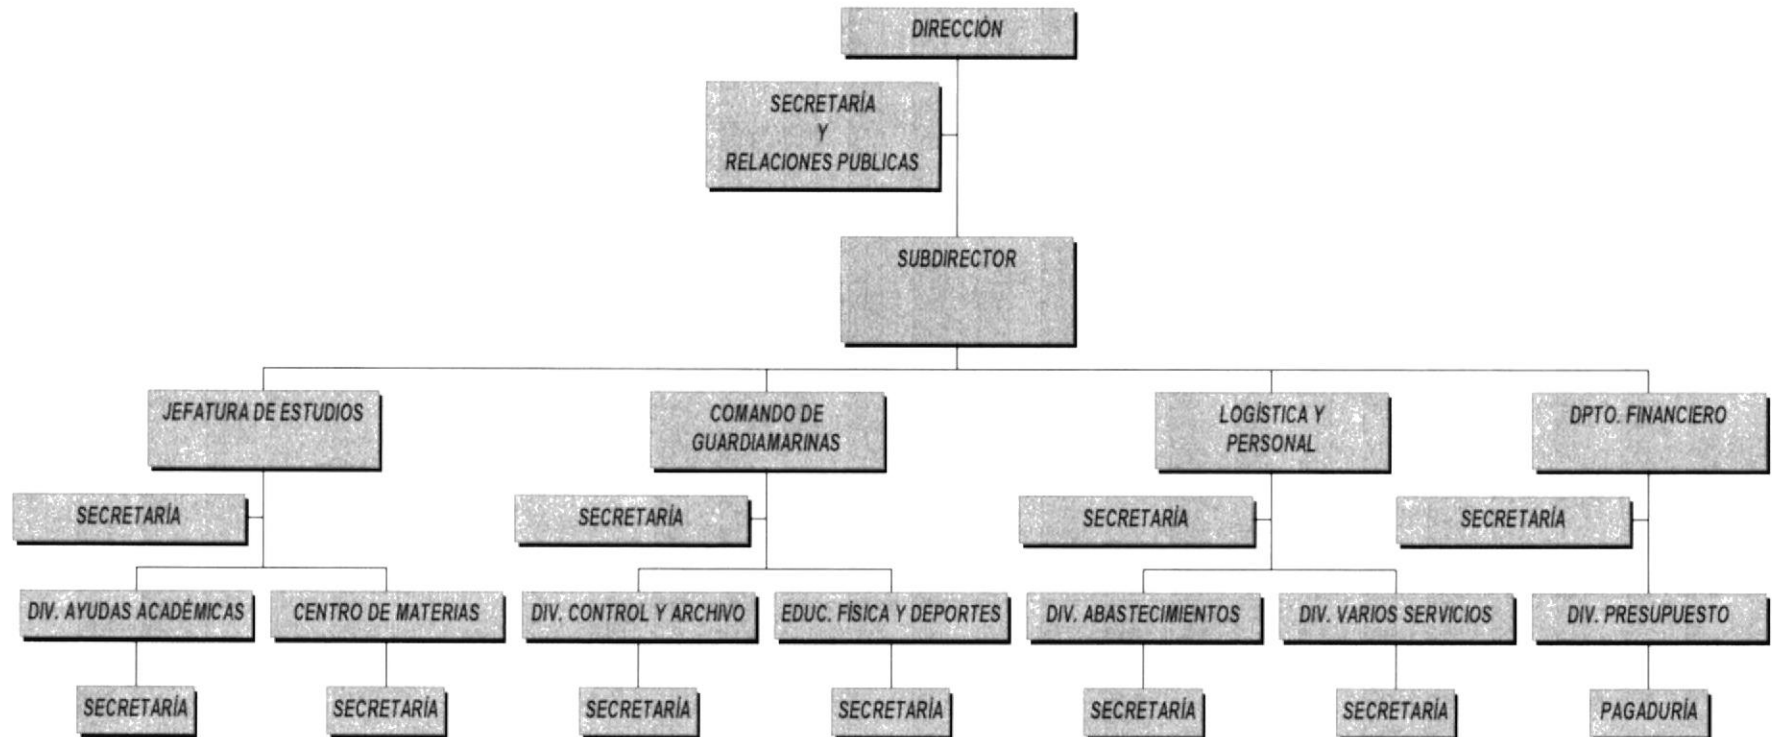 DIRECCIÓN
SECRETARÍA
Y
RELACIONES PUBLICAS
SUBDIRECTOR
JEFATURA DE ESTUDIOS
COMANDO DE
GUARDIAMARINAS
LOGÍSTICA Y
PERSONAL
DPTO. FINANCIERO
SECRETARÍA
SECRETARÍA
SECRETARÍA
SECRETARÍA
DIV. AYUDAS ACADÉMICAS
CENTRO DE MATERIAS
DIV. CONTROL Y ARCHIVO
EDUC. FÍSICA Y DEPORTES
DIV. ABASTECIMIENTOS
DIV. VARIOS SERVICIOS
DIV. PRESUPUESTO
SECRETARÍA
SECRETARÍA
SECRETARÍA
SECRETARÍA
SECRETARÍA
SECRETARÍA
PAGADURÍA